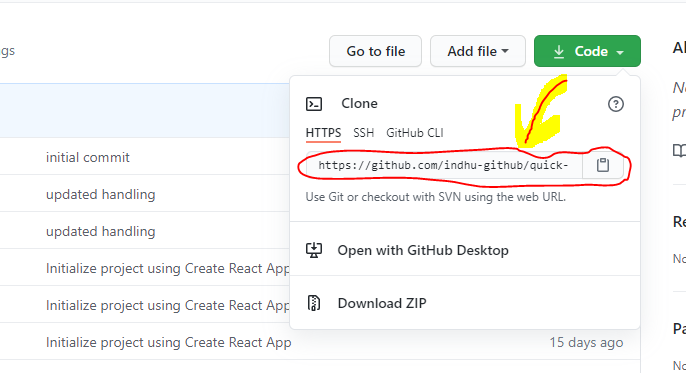 ngs
Go to file
Add file
Code
Clone
HTTPS SSH GitHub CLI
https://github.com/indhu-github/quick-
Use Git or checkout with SVN using the web URL.
Open with GitHub Desktop
Download ZIP
initial commit
updated handling
updated handling
Initialize project using Create React App
Initialize project using Create React App
Initialize project using Create React App
15 days ago
Re
No
Pa
No